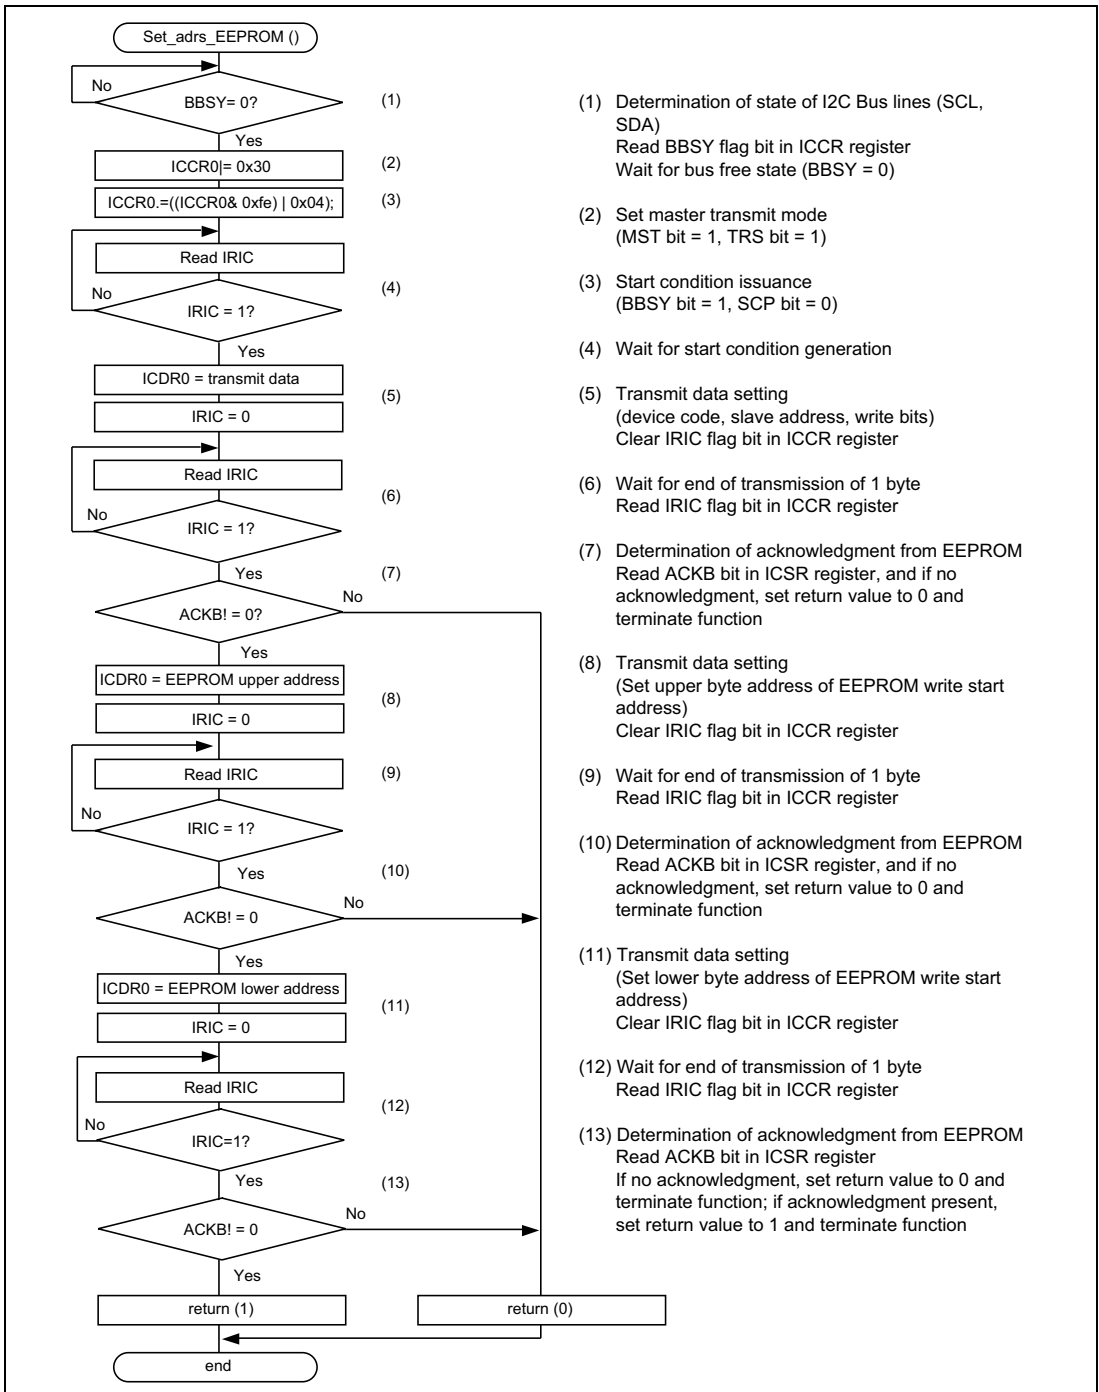 Set_adrs_EEPROM ()
No
BBSY= 0?
(1)
Yes
ICCR0|= 0x30
(2)
ICCR0.=((ICCR0& 0xfe) | 0x04);
(3)
Read IRIC
No
(4)
IRIC = 1?
Yes
ICDR0 = transmit data
(5)
IRIC = 0
Read IRIC
(6)
No
IRIC = 1?
Yes
(7)
No
ACKB! = 0?
Yes
ICDR0 = EEPROM upper address
(8)
IRIC = 0
Read IRIC
(9)
No
IRIC = 1?
Yes
(10)
No
ACKB! = 0
Yes
ICDR0 = EEPROM lower address
(11)
IRIC = 0
Read IRIC
(12)
No
IRIC=1?
Yes
(13)
No
ACKB! = 0
Yes
return (1)
return (0)
end
(1) Determination of state of I2C Bus lines (SCL,
SDA)
Read BBSY flag bit in ICCR register
Wait for bus free state (BBSY = 0)
(2) Set master transmit mode
(MST bit = 1, TRS bit = 1)
(3) Start condition issuance
(BBSY bit = 1, SCP bit = 0)
(4) Wait for start condition generation
(5) Transmit data setting
(device code, slave address, write bits)
Clear IRIC flag bit in ICCR register
(6) Wait for end of transmission of 1 byte
Read IRIC flag bit in ICCR register
(7) Determination of acknowledgment from EEPROM
Read ACKB bit in ICSR register, and if no
acknowledgment, set return value to 0 and
terminate function
(8) Transmit data setting
(Set upper byte address of EEPROM write start
address)
Clear IRIC flag bit in ICCR register
(9) Wait for end of transmission of 1 byte
Read IRIC flag bit in ICCR register
(10) Determination of acknowledgment from EEPROM
Read ACKB bit in ICSR register, and if no
acknowledgment, set return value to 0 and
terminate function
(11) Transmit data setting
(Set lower byte address of EEPROM write start
address)
Clear IRIC flag bit in ICCR register
(12) Wait for end of transmission of 1 byte
Read IRIC flag bit in ICCR register
(13) Determination of acknowledgment from EEPROM
Read ACKB bit in ICSR register
If no acknowledgment, set return value to 0 and
terminate function; if acknowledgment present,
set return value to 1 and terminate function